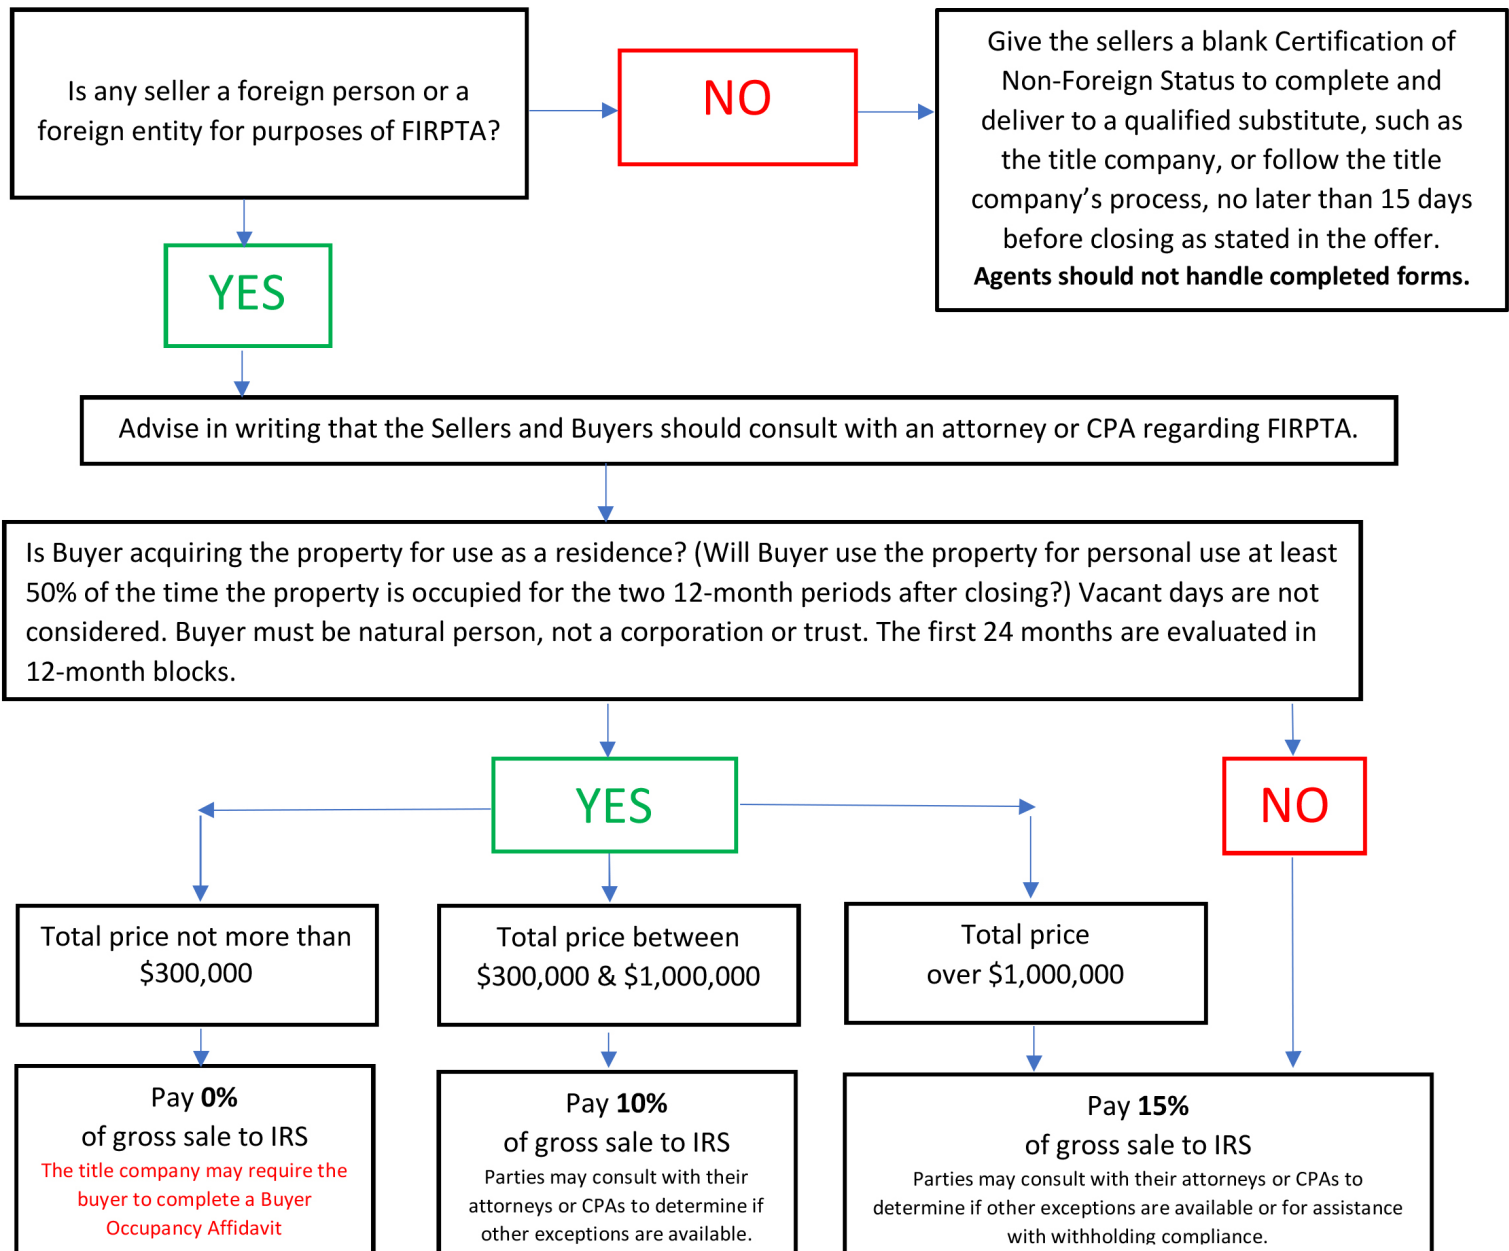 Is any seller a foreign person or a
foreign entity for purposes of FIRPTA?
NO
Give the sellers a blank Certification of
Non-Foreign Status to complete and
deliver to a qualified substitute, such as
the title company, or follow the title
company’s process, no later than 15 days
before closing as stated in the offer.
Agents should not handle completed forms.
YES
Advise in writing that the Sellers and Buyers should consult with an attorney or CPA regarding FIRPTA.
Is Buyer acquiring the property for use as a residence? (Will Buyer use the property for personal use at least
50% of the time the property is occupied for the two 12-month periods after closing?) Vacant days are not
considered. Buyer must be natural person, not a corporation or trust. The first 24 months are evaluated in
12-month blocks.
YES
NO
Total price not more than
$300,000
Total price between
$300,000 & $1,000,000
Total price
over $1,000,000
Pay 0%
of gross sale to IRS
The title company may require the
buyer to complete a Buyer
Occupancy Affidavit
Pay 10%
of gross sale to IRS
Parties may consult with their
attorneys or CPAs to determine if
other exceptions are available.
Pay 15%
of gross sale to IRS
Parties may consult with their attorneys or CPAs to
determine if other exceptions are available or for assistance
with withholding compliance.